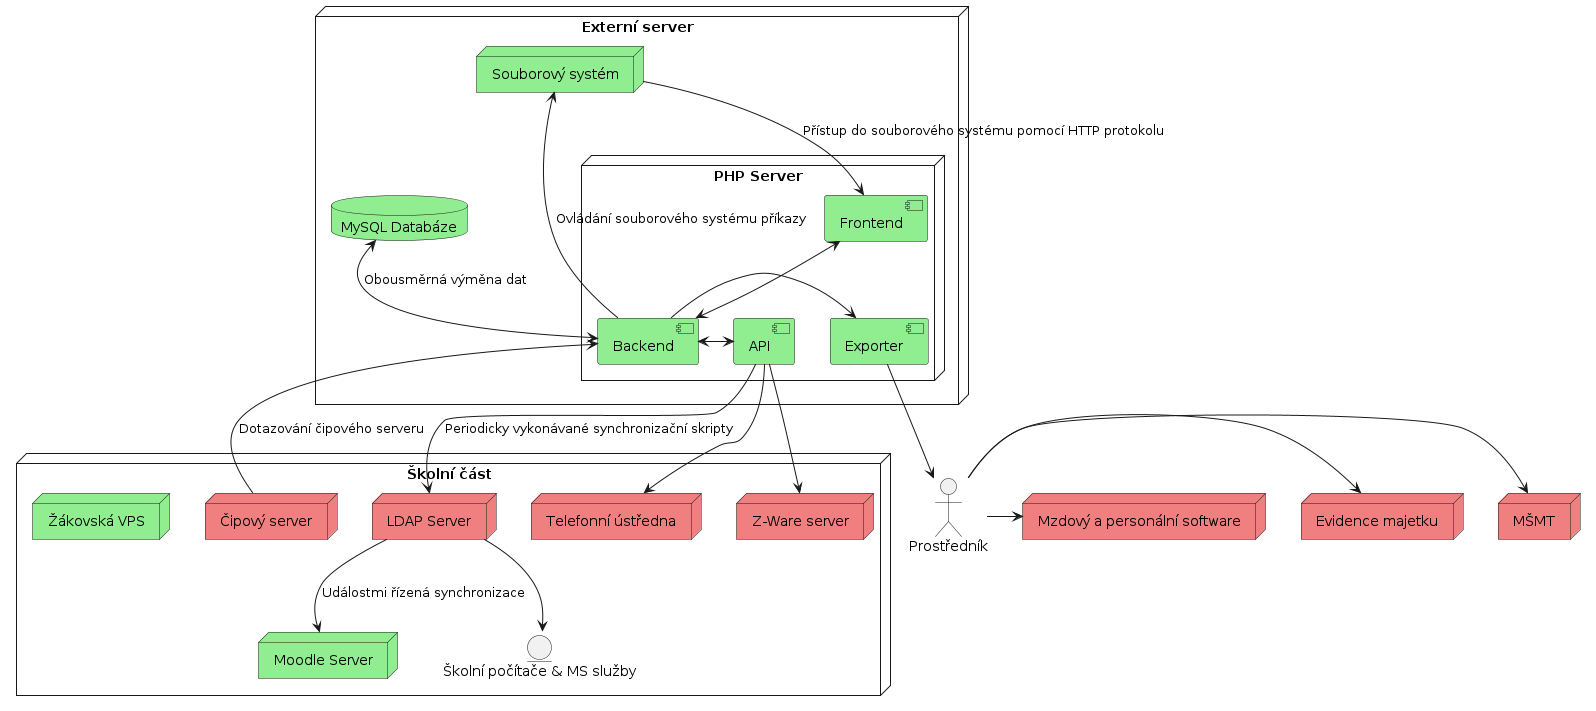 Externí server
Souborový systém
Přístup do souborového systému pomocí HTTP protokolu
PHP Server
MySQL Databáze
Ovládání souborového systému příkazy
Frontend
Obousměrná výměna dat
Backend
API
Exporter
Dotazování čipového serveru
Periodicky vykonávané synchronizační skripty
Školní část
Žákovská VPS
Čipový server
LDAP Server
Telefonní ústředna
Z-Ware server
Prostředník
Mzdový a personální software
Evidence majetku
MŠMT
Událostmi řízená synchronizace
Moodle Server
Školní počítače & MS služby